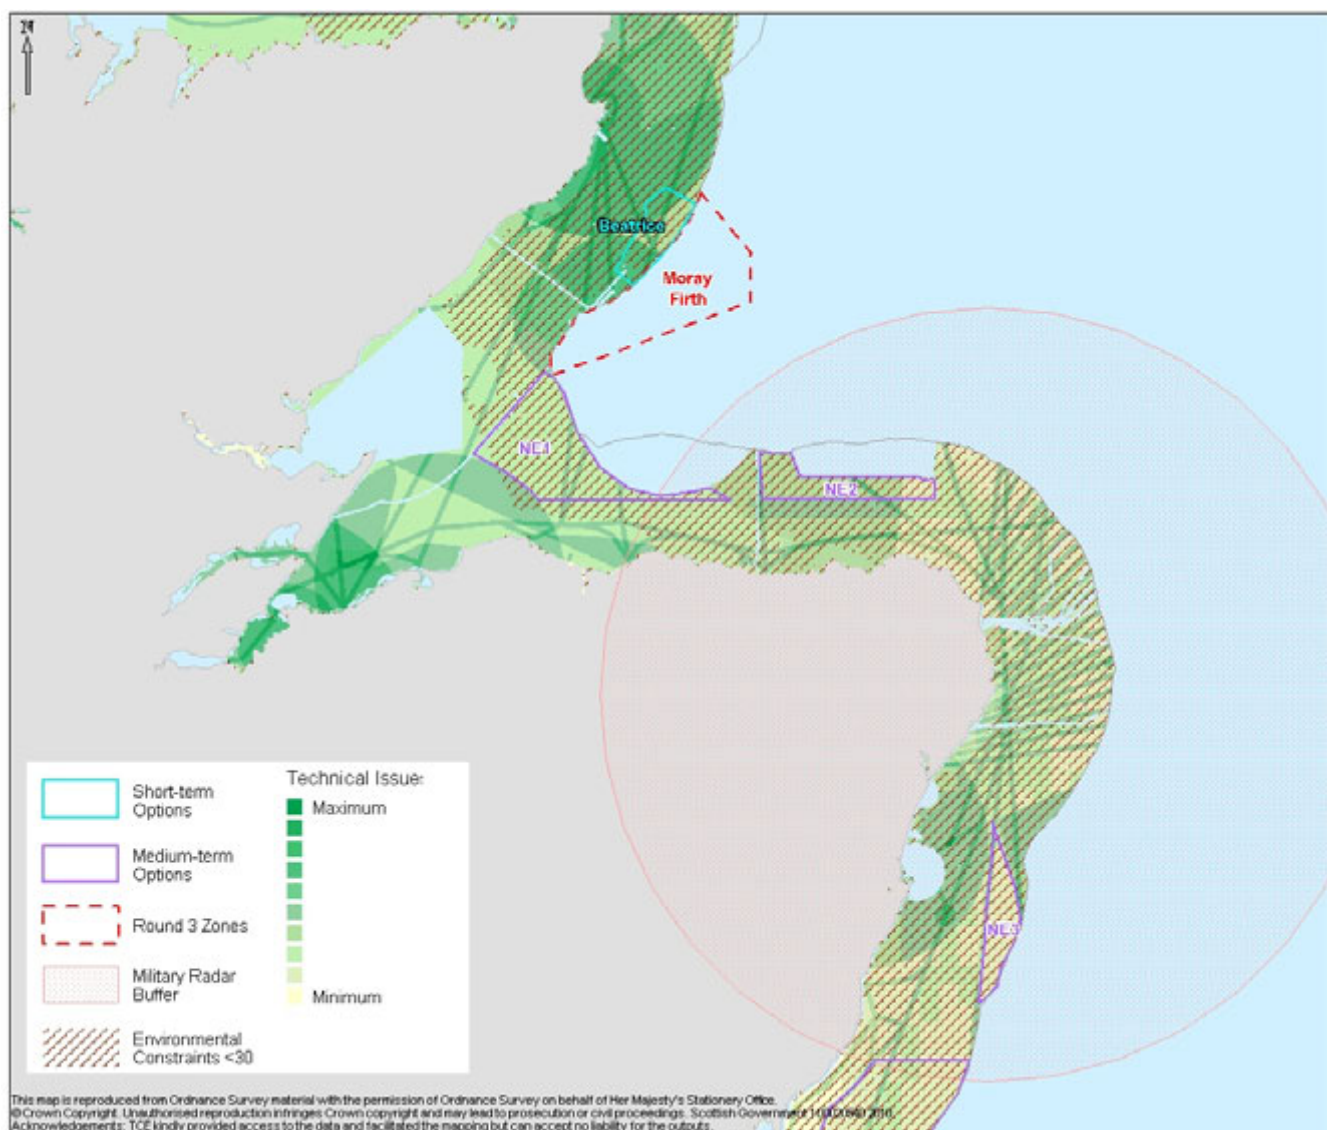 N
Beatrice
Moray
Firth
NE1
NE2
NE3
Short-term
Options
Medium-term
Options
Round 3 Zones
Military Radar
Buffer
Environmental
Constraints <30
Technical Issue:
Maximum
Minimum
This map is reproduced from Ordnance Survey material with the permission of Ordnance Survey on behalf of Her Majesty's Stationery Office.
© Crown Copyright. Unauthorised reproduction infringes Crown copyright and may lead to prosecution or civil proceedings. Scottish Government 2010.
Acknowledgements: TCE kindly provided access to the data and facilitated the mapping but can accept no liability for the outputs.